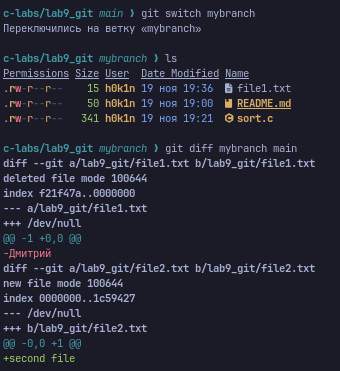 c-labs/lab9_git main ❯ git switch mybranch
Переключились на ветку «mybranch»
c-labs/lab9_git mybranch ❯ ls
Permissions Size User Date Modified Name
.rw-r--r-- 15 h0k1n 19 ноя 19:36 file1.txt
.rw-r--r-- 50 h0k1n 19 ноя 19:00 README.md
.rw-r--r-- 341 h0k1n 19 ноя 19:21 sort.c
c-labs/lab9_git mybranch ❯ git diff mybranch main
diff --git a/lab9_git/file1.txt b/lab9_git/file1.txt
deleted file mode 100644
index f21f47a..0000000
--- a/lab9_git/file1.txt
+++ /dev/null
@@ -1 +0,0 @@
-Дмитрий
diff --git a/lab9_git/file2.txt b/lab9_git/file2.txt
new file mode 100644
index 0000000..1c59427
--- /dev/null
+++ b/lab9_git/file2.txt
@@ -0,0 +1 @@
+second file